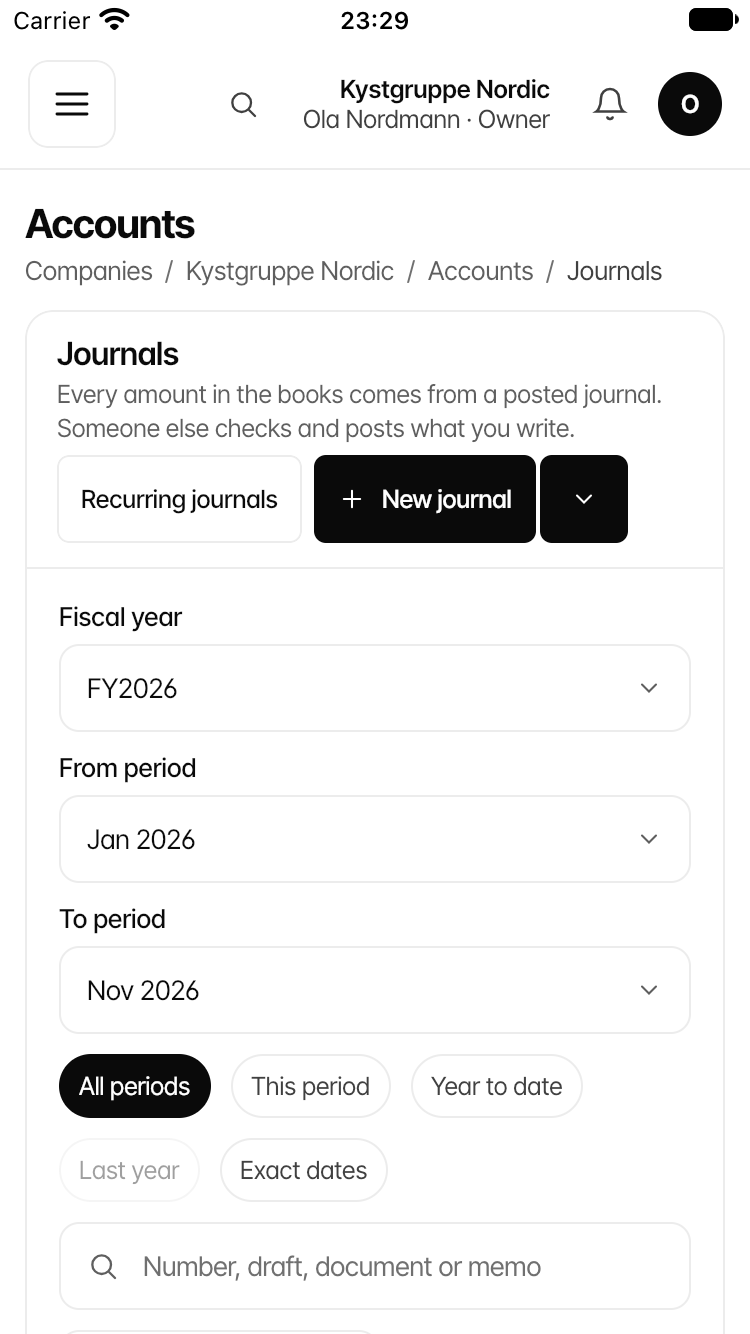 Carrier 23:29
Kystgruppe Nordic
Ola Nordmann · Owner
O
Accounts
Companies / Kystgruppe Nordic / Accounts / Journals
Journals
Every amount in the books comes from a posted journal.
Someone else checks and posts what you write.
Recurring journals
New journal
Fiscal year
FY2026
From period
Jan 2026
To period
Nov 2026
All periods
This period
Year to date
Last year
Exact dates
Number, draft, document or memo